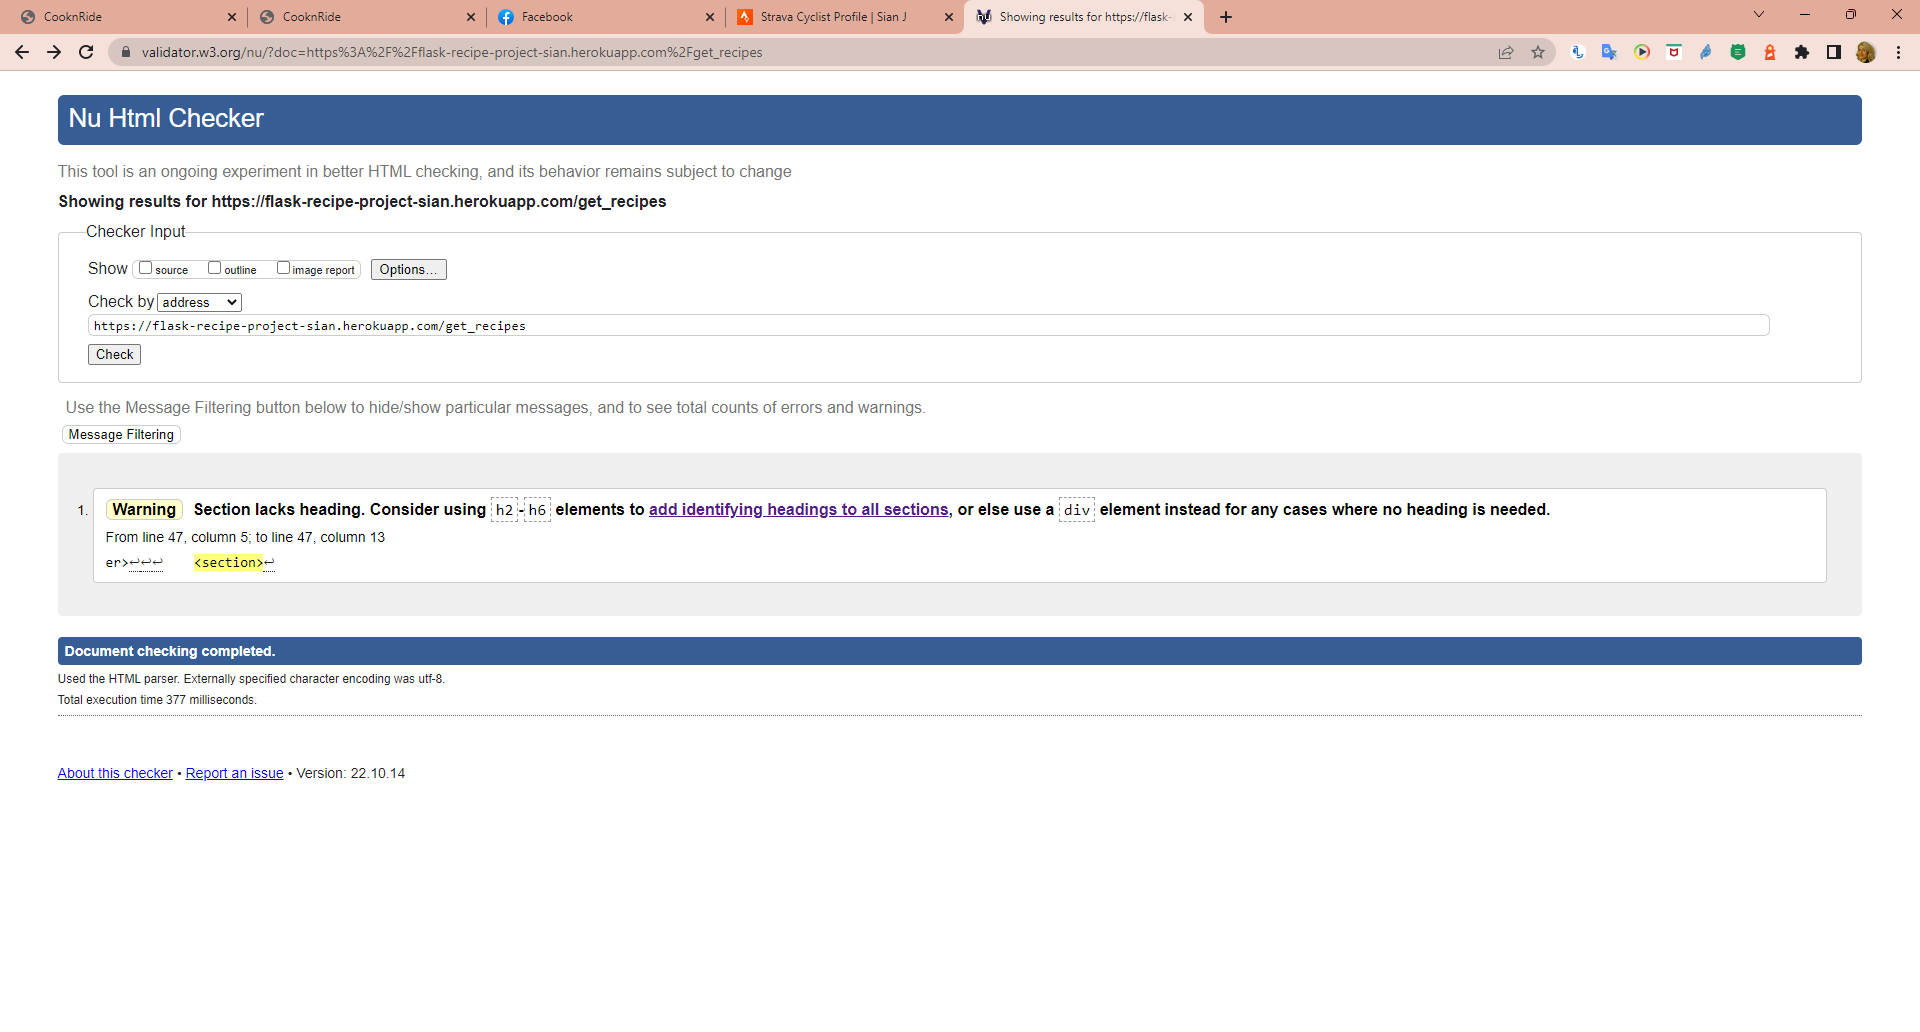 CooknRide
CooknRide
Facebook
Strava Cyclist Profile | Sian J
Showing results for https://flask-
validator.w3.org/nu/?doc=https%3A%2F%2Fflask-recipe-project-sian.herokuapp.com%2Fget_recipes
Nu Html Checker
This tool is an ongoing experiment in better HTML checking, and its behavior remains subject to change
Showing results for https://flask-recipe-project-sian.herokuapp.com/get_recipes
Checker Input
Show source outline image report Options...
Check by address
https://flask-recipe-project-sian.herokuapp.com/get_recipes
Check
Use the Message Filtering button below to hide/show particular messages, and to see total counts of errors and warnings.
Message Filtering
1. Warning Section lacks heading. Consider using h2-h6 elements to add identifying headings to all sections, or else use a div element instead for any cases where no heading is needed.
From line 47, column 5; to line 47, column 13
er>↩↩↩    <section>↩
Document checking completed.
Used the HTML parser. Externally specified character encoding was utf-8.
Total execution time 377 milliseconds.
About this checker • Report an issue • Version: 22.10.14